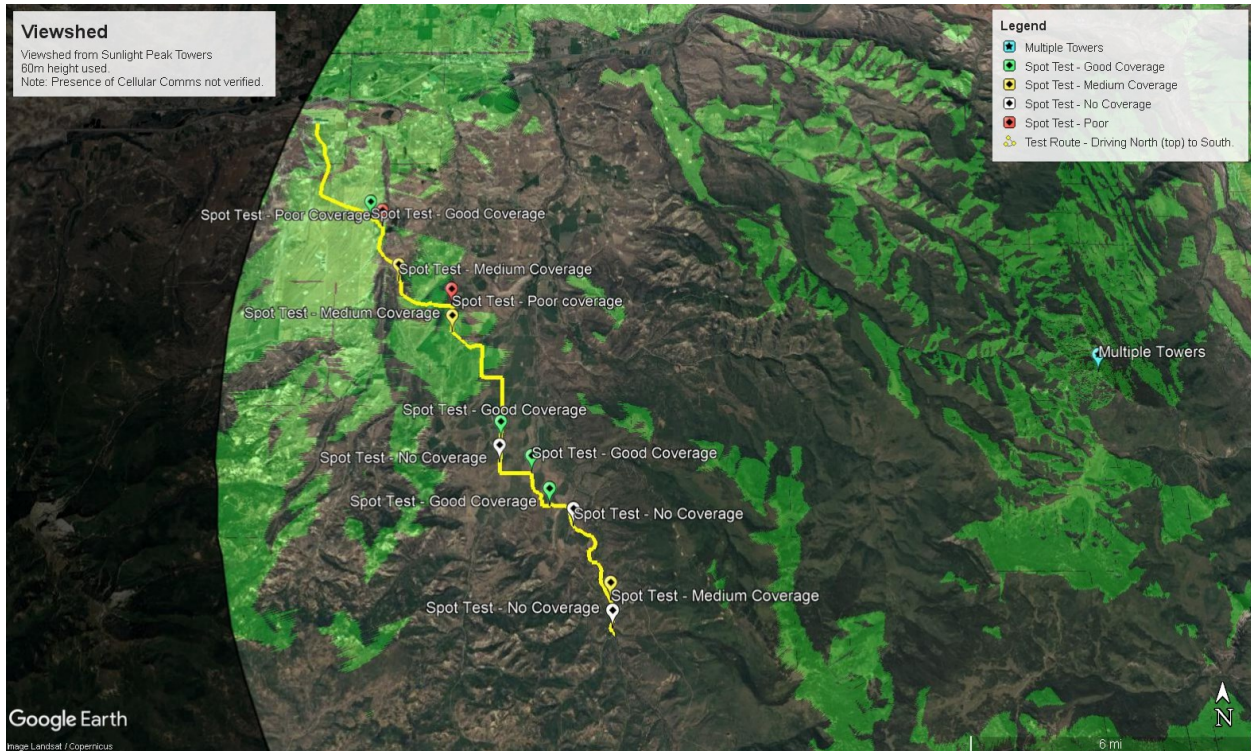 Viewshed
Viewshed from Sunlight Peak Towers
60m height used.
Note: Presence of Cellular Comms not verified.
Legend
Multiple Towers
Spot Test - Good Coverage
Spot Test - Medium Coverage
Spot Test - No Coverage
Spot Test - Poor
Test Route - Driving North (top) to South.
Spot Test - Poor Coverage
Spot Test - Good Coverage
Spot Test - Medium Coverage
Spot Test - Poor coverage
Spot Test - Medium Coverage
Multiple Towers
Spot Test - Good Coverage
Spot Test - No Coverage
Spot Test - Good Coverage
Spot Test - Good Coverage
Spot Test - No Coverage
Spot Test - Medium Coverage
Spot Test - No Coverage
N
Google Earth
Image Landsat / Copernicus
6 mi